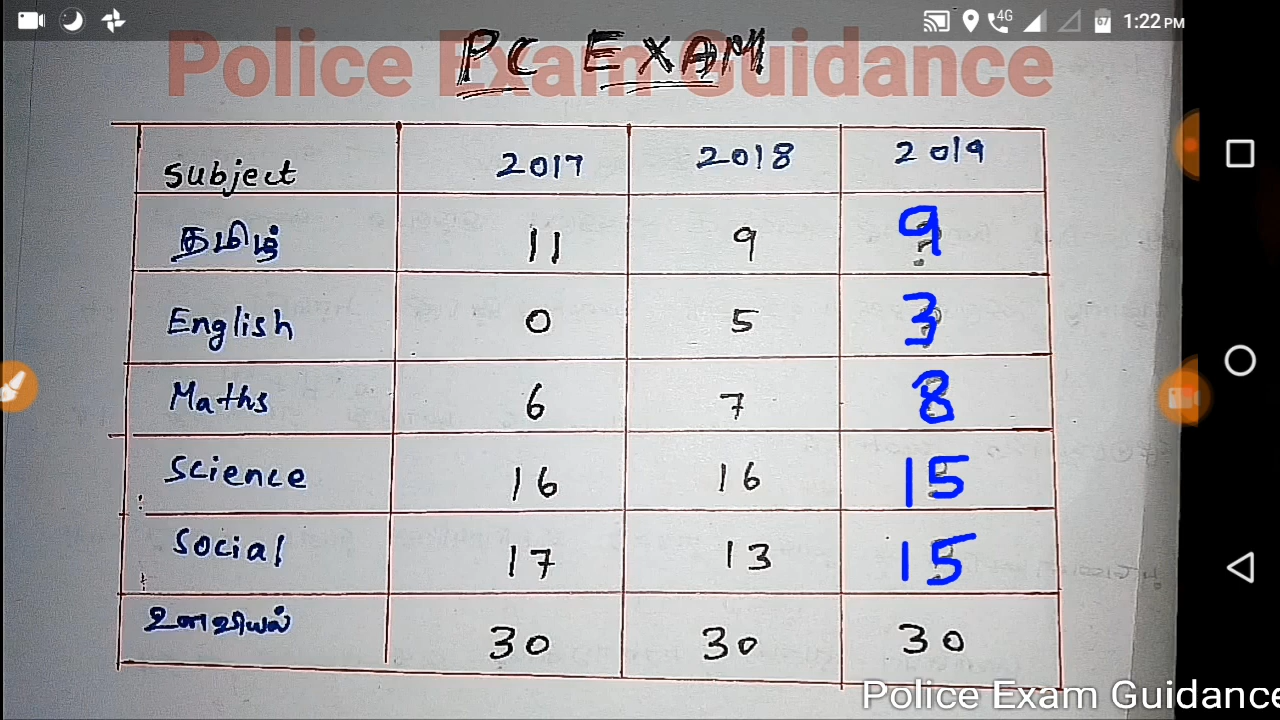 4G
67
1:22 PM
Police Exam Guidance
PC EXAM
Subject 2017 2018 2019
தமிழ் 11 9 9
English 0 5 3
Maths 6 7 8
Science 16 16 15
Social 17 13 15
உளவியல் 30 30 30
Police Exam Guidance